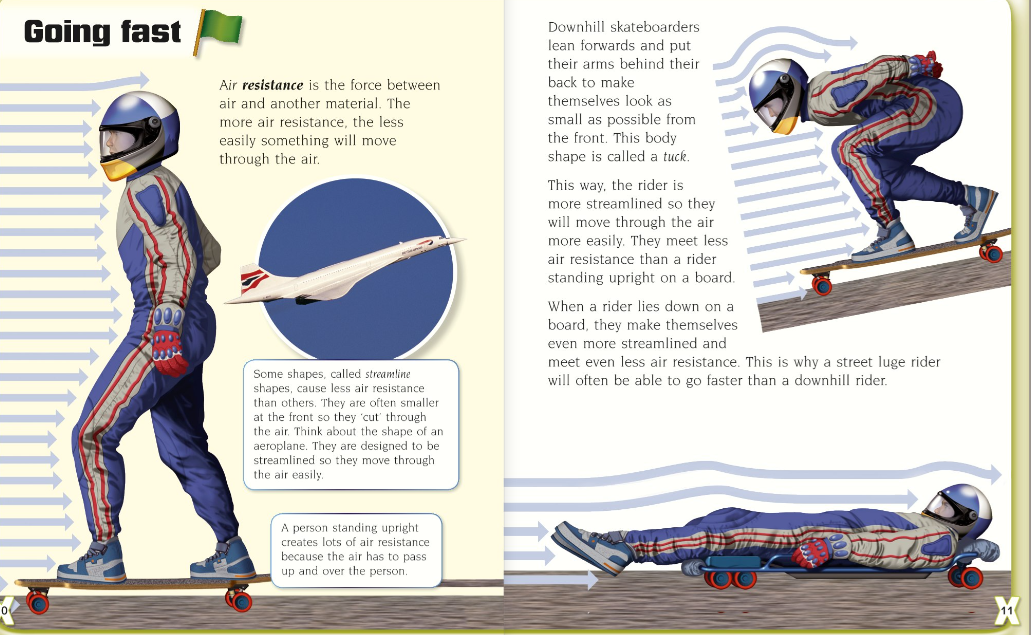 Going fast
Air resistance is the force between
air and another material. The
more air resistance, the less
easily something will move
through the air.
Some shapes, called streamline
shapes, cause less air resistance
than others. They are often smaller
at the front so they ‘cut’ through
the air. Think about the shape of an
aeroplane. They are designed to be
streamlined so they move through
the air easily.
A person standing upright
creates lots of air resistance
because the air has to pass
up and over the person.
0
Downhill skateboarders
lean forwards and put
their arms behind their
back to make
themselves look as
small as possible from
the front. This body
shape is called a tuck.
This way, the rider is
more streamlined so they
will move through the air
more easily. They meet less
air resistance than a rider
standing upright on a board.
When a rider lies down on a
board, they make themselves
even more streamlined and
meet even less air resistance. This is why a street luge rider
will often be able to go faster than a downhill rider.
11